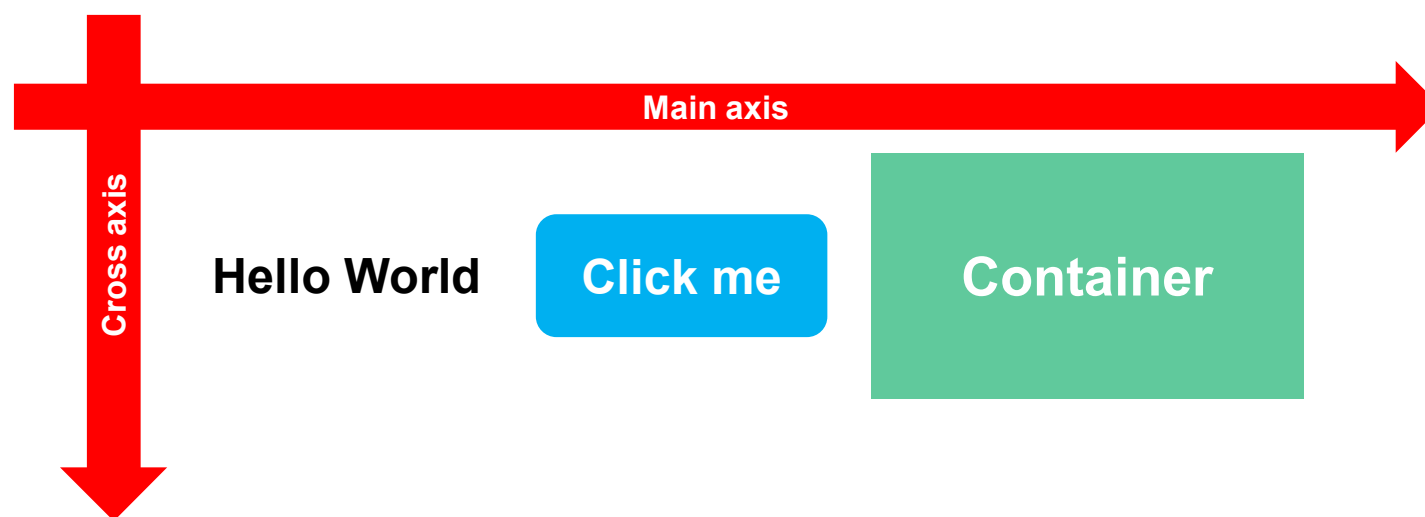 Main axis
Cross axis
Hello World
Click me
Container